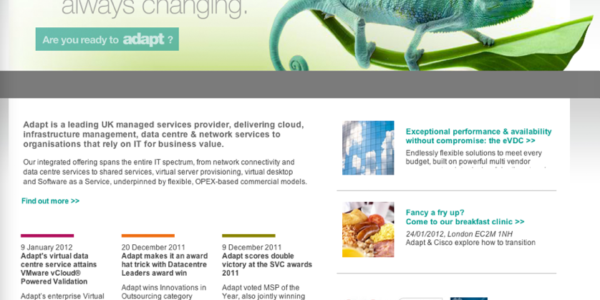 always changing.
Are you ready to adapt ?
Adapt is a leading UK managed services provider, delivering cloud,
infrastructure management, data centre & network services to
organisations that rely on IT for business value.
Our integrated offering spans the entire IT spectrum, from network connectivity and
data centre services to shared services, virtual server provisioning, virtual desktop
and Software as a Service, underpinned by flexible, OPEX-based commercial models.
Find out more >>
9 January 2012
Adapt's virtual data
centre service attains
VMware vCloud®
Powered Validation
Adapt's enterprise Virtual
20 December 2011
Adapt makes it an award
hat trick with Datacentre
Leaders award win
Adapt wins Innovations in
Outsourcing category
9 December 2011
Adapt scores double
victory at the SVC awards
2011
Adapt voted MSP of the
Year, also jointly winning
Exceptional performance & availability
without compromise: the eVDC >>
Endlessly flexible solutions to meet every
budget, built on powerful multi vendor
Fancy a fry up?
Come to our breakfast clinic >>
24/01/2012, London EC2M 1NH
Adapt & Cisco explore how to transition